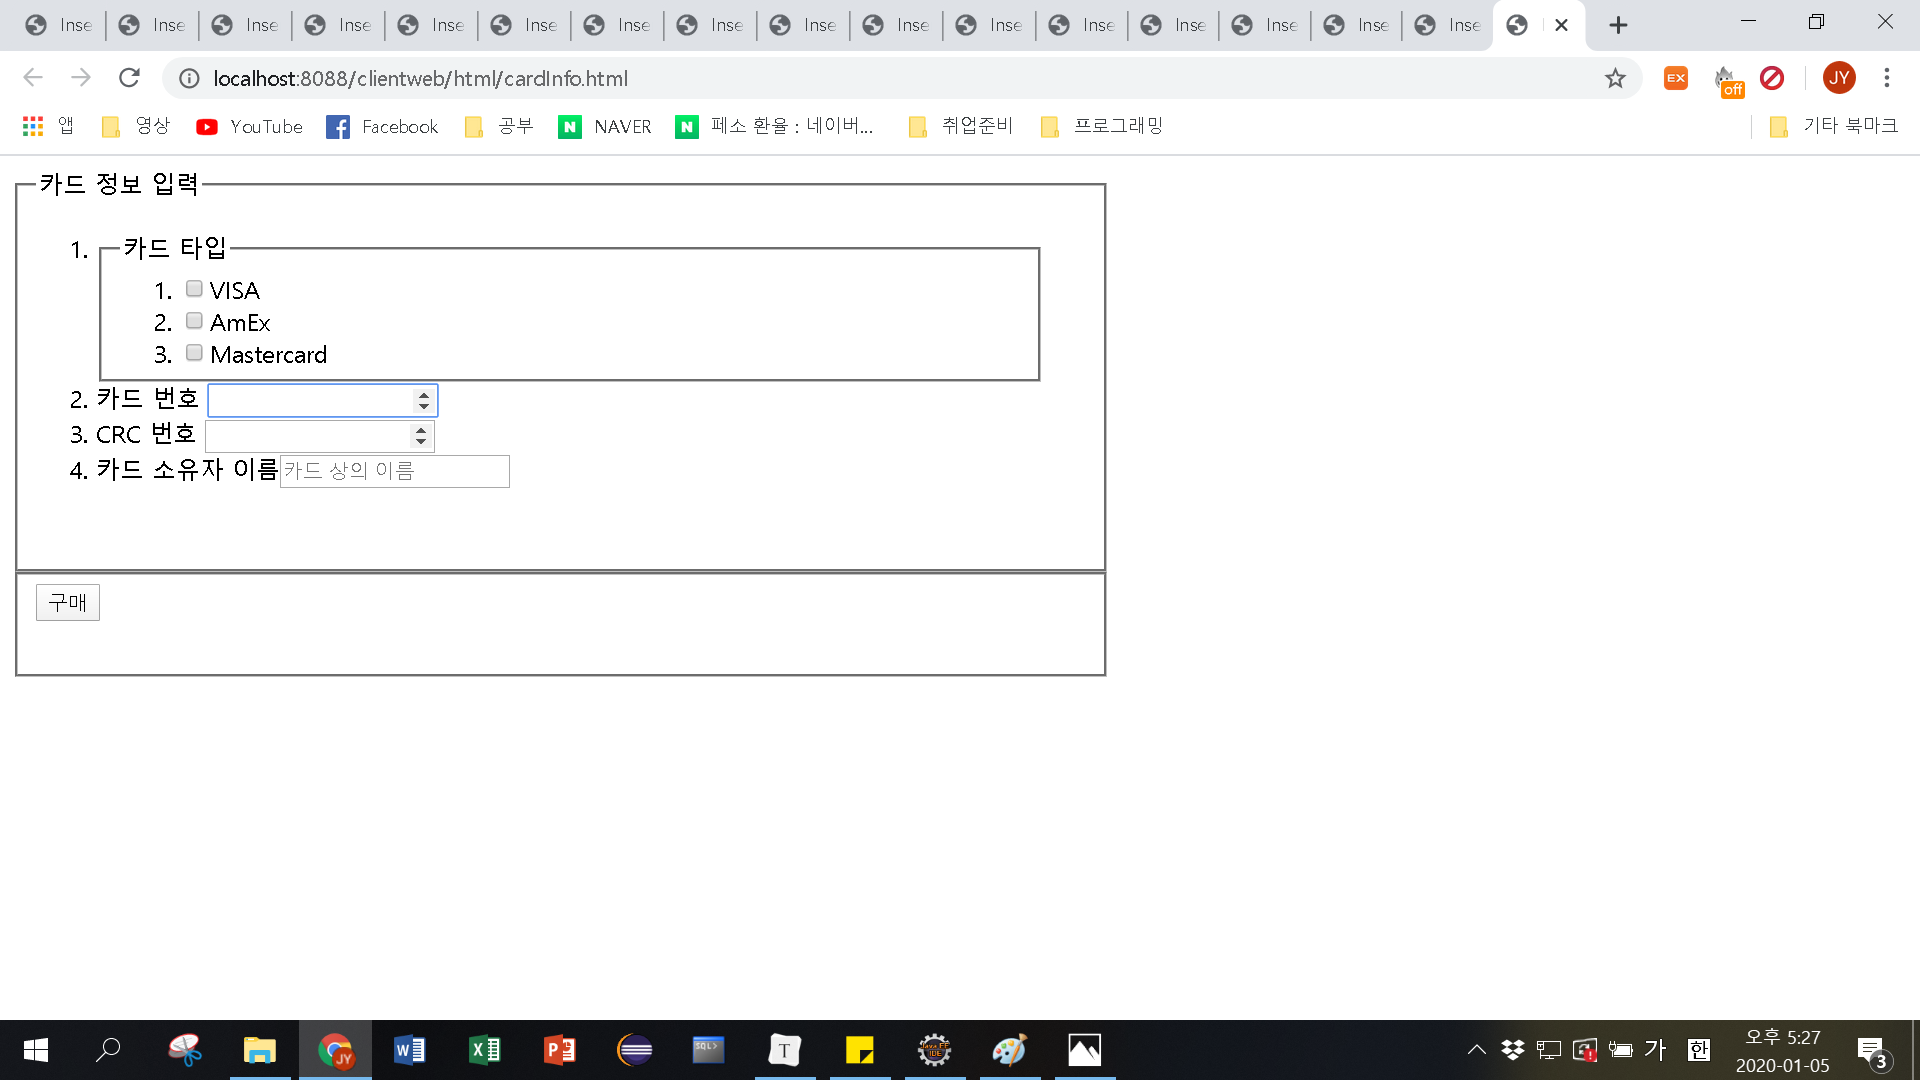 Inse Inse Inse Inse Inse Inse Inse Inse Inse Inse Inse Inse Inse Inse Inse Inse
localhost:8088/clientweb/html/cardInfo.html EX off JY
앱 영상 YouTube Facebook 공부 N NAVER N 페소 환율 : 네이버... 취업준비 프로그래밍 기타 북마크
카드 정보 입력
1. 카드 타입
1. VISA
2. AmEx
3. Mastercard
2. 카드 번호
3. CRC 번호
4. 카드 소유자 이름 카드 상의 이름
구매
JY W X P SQL> T Java EE IDE 가 한 오후 5:27 3
2020-01-05